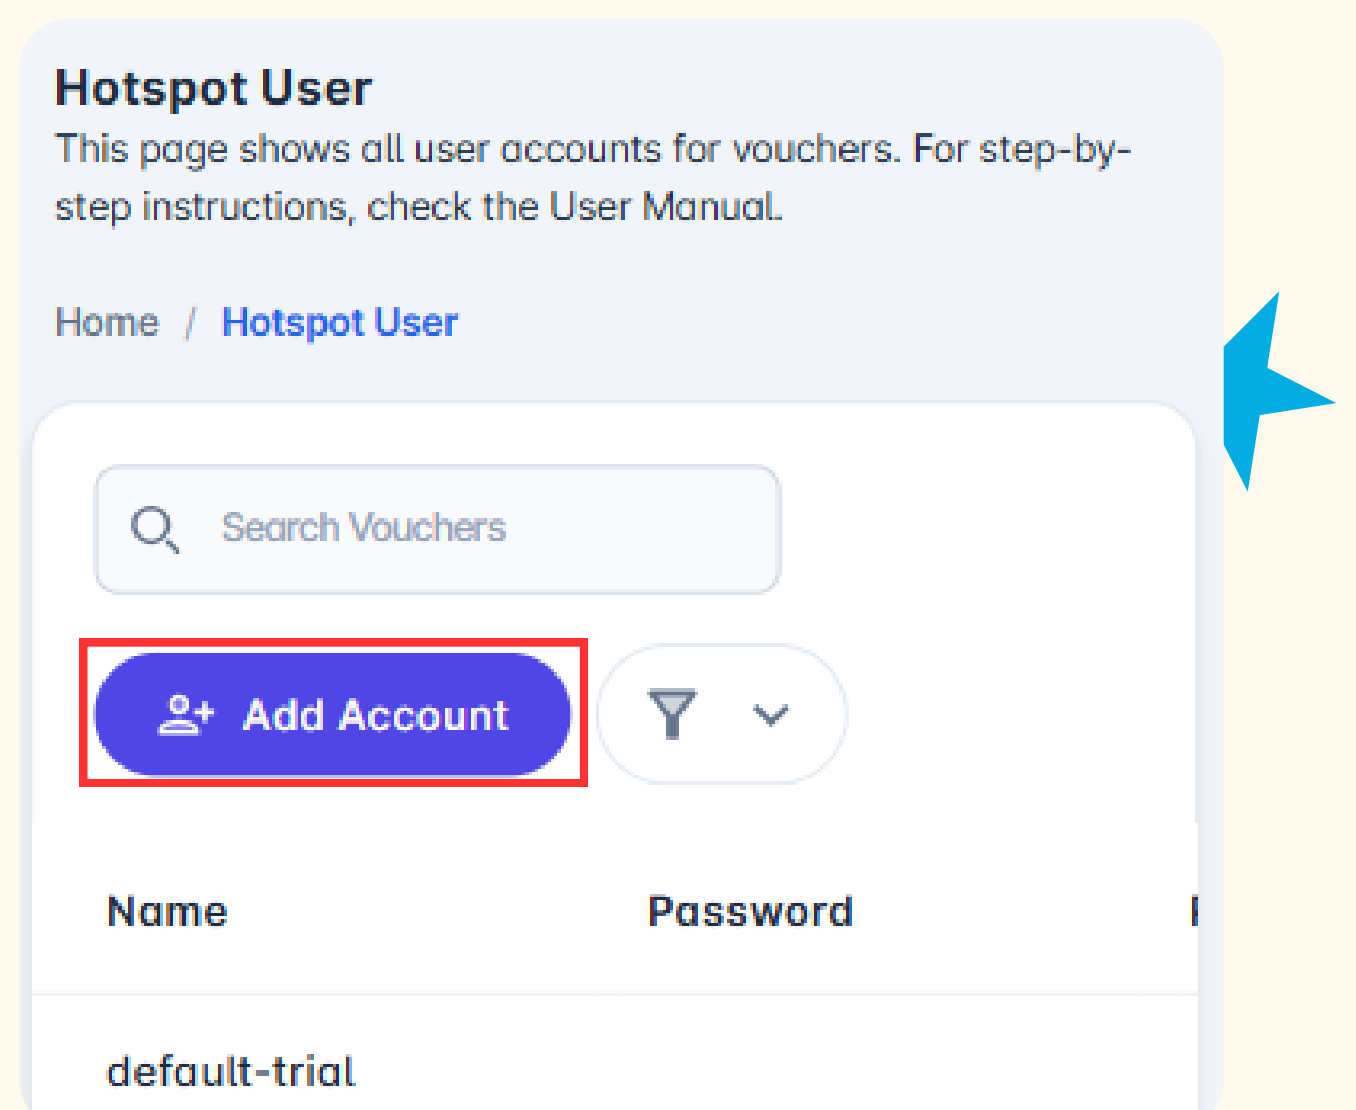 Hotspot User
This page shows all user accounts for vouchers. For step-by-
step instructions, check the User Manual.
Home / Hotspot User
Search Vouchers
Add Account
Name Password
default-trial